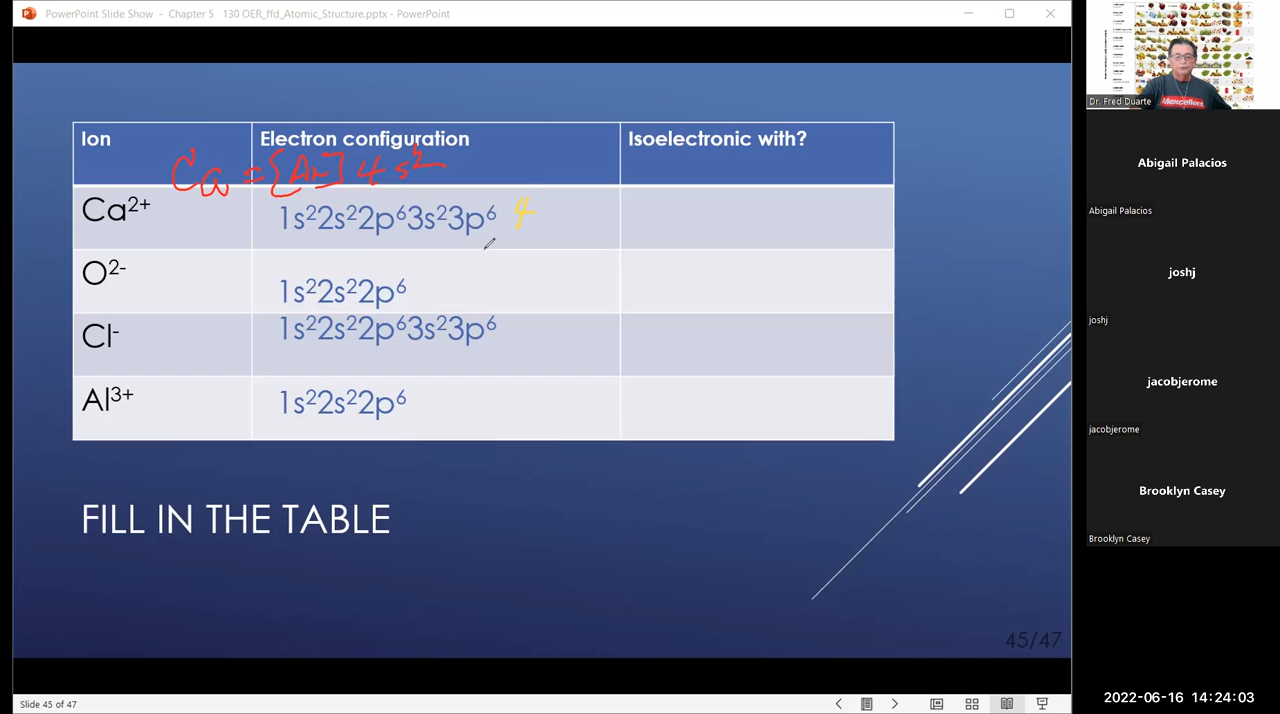 PowerPoint Slide Show - Chapter 5 130 OER_ffd_Atomic_Structure.pptx - PowerPoint
Ion Electron configuration Isoelectronic with?
Ca = [Ar] 4s²
Ca²⁺ 1s²2s²2p⁶3s²3p⁶ 4
O²⁻ 1s²2s²2p⁶
Cl⁻ 1s²2s²2p⁶3s²3p⁶
Al³⁺ 1s²2s²2p⁶
FILL IN THE TABLE
45/47
Slide 45 of 47
Dr. Fred Duarte
Maxcellent
Abigail Palacios
Abigail Palacios
joshj
joshj
jacobjerome
jacobjerome
Brooklyn Casey
Brooklyn Casey
2022-06-16 14:24:03